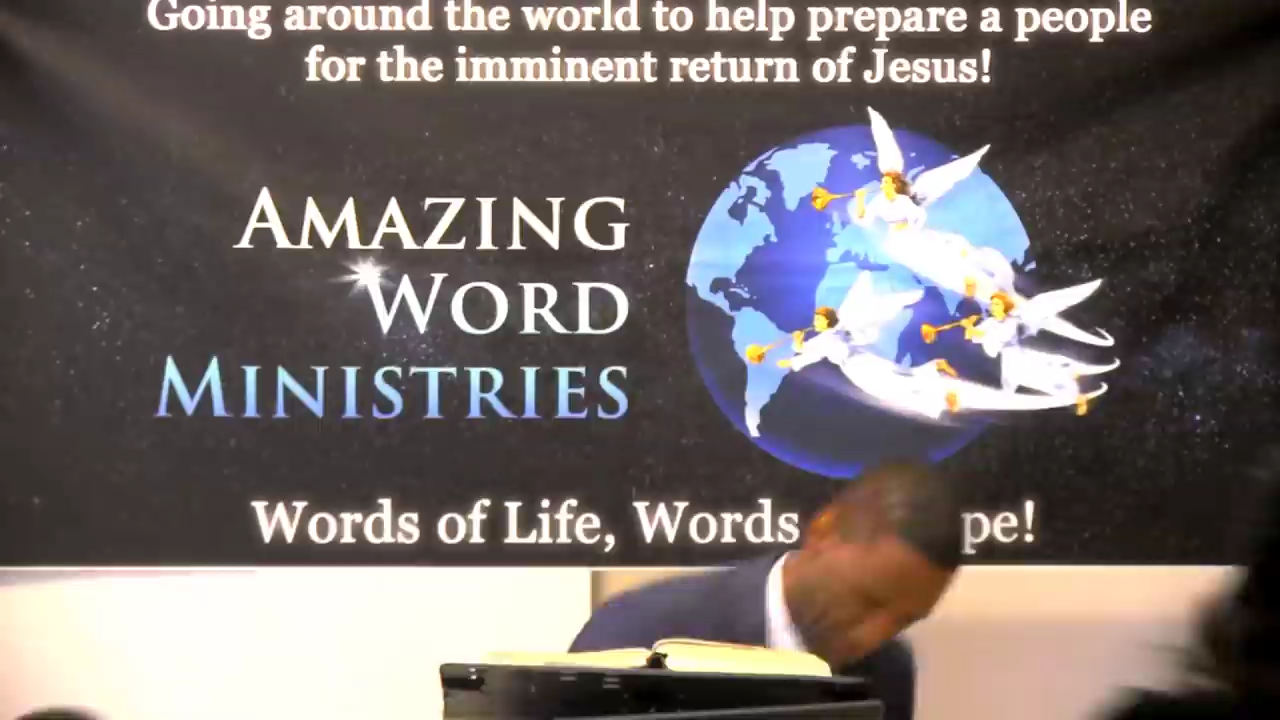 Going around the world to help prepare a people
for the imminent return of Jesus!
AMAZING
WORD
MINISTRIES
Words of Life, Words pe!